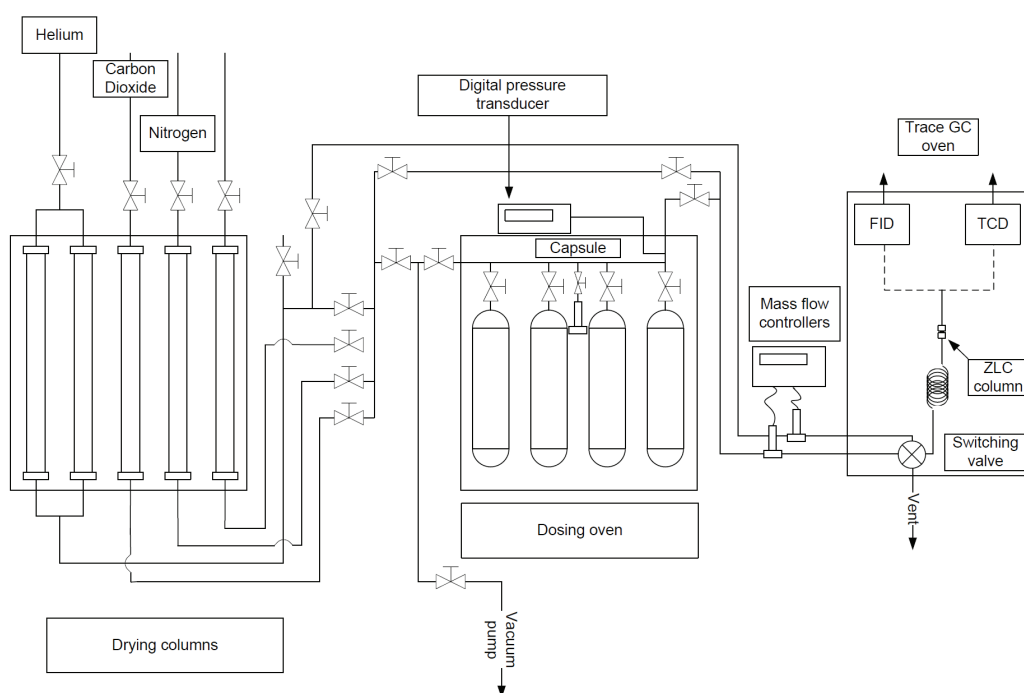 Helium
Carbon
Dioxide
Nitrogen
Digital pressure
transducer
Trace GC
oven
FID
TCD
Capsule
Mass flow
controllers
ZLC
column
Switching
valve
Vent
Dosing oven
Vacuum
pump
Drying columns